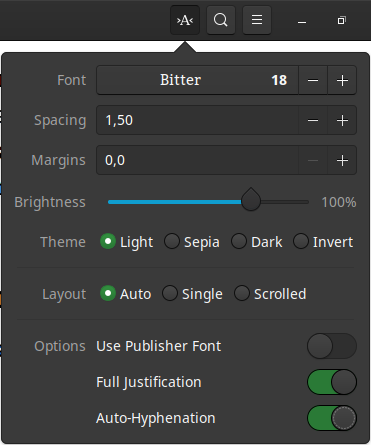 ›A‹
Font Bitter 18 − +
Spacing 1,50 − +
Margins 0,0 − +
Brightness 100%
Theme Light Sepia Dark Invert
Layout Auto Single Scrolled
Options Use Publisher Font
Full Justification
Auto-Hyphenation